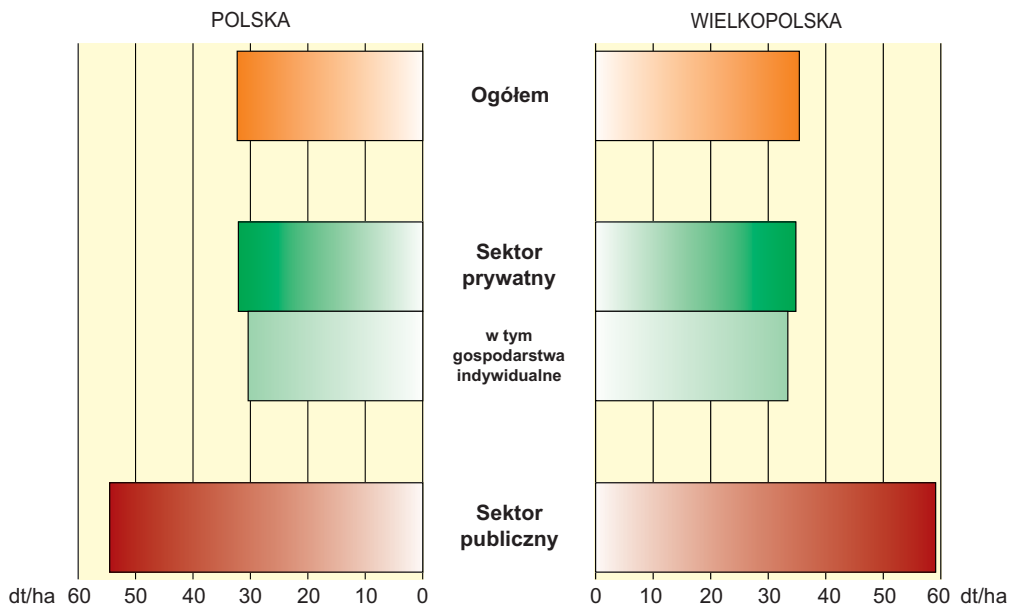 POLSKA
WIELKOPOLSKA
Ogółem
Sektor
prywatny
w tym
gospodarstwa
indywidualne
Sektor
publiczny
dt/ha 60 50 40 30 20 10 0
0 10 20 30 40 50 60 dt/ha